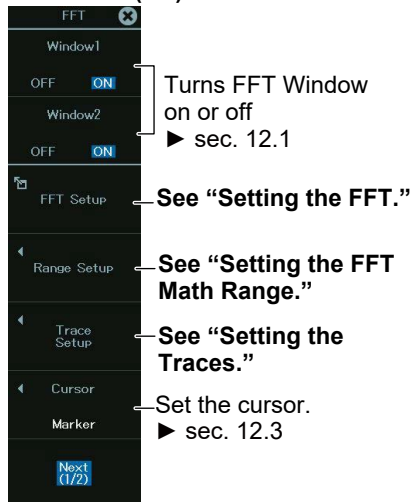 FFT
Window1
OFF ON
Window2
OFF ON
Turns FFT Window
on or off
► sec. 12.1
FFT Setup
See “Setting the FFT.”
Range Setup
See “Setting the FFT
Math Range.”
Trace
Setup
See “Setting the
Traces.”
Cursor
Marker
Set the cursor.
► sec. 12.3
Next
(1/2)